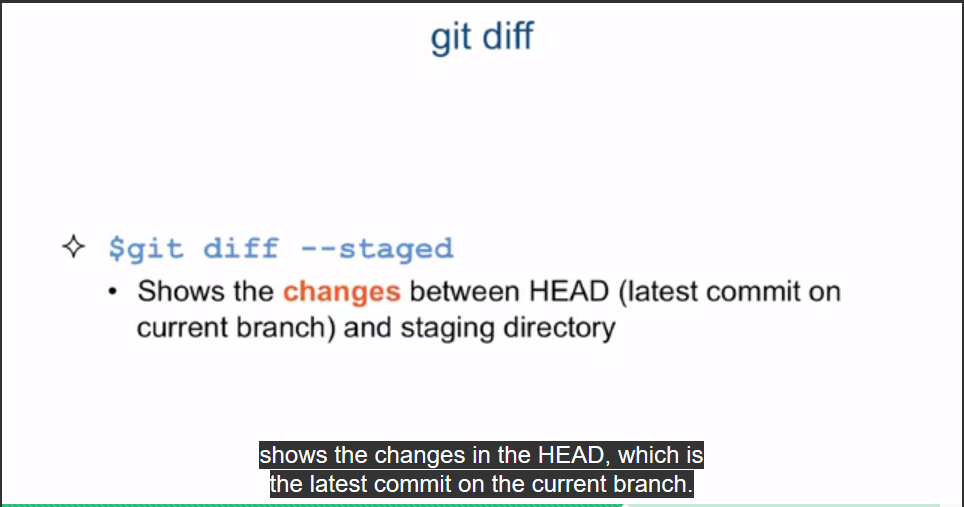 git diff
✧ $git diff --staged
• Shows the changes between HEAD (latest commit on
current branch) and staging directory
shows the changes in the HEAD, which is
the latest commit on the current branch.